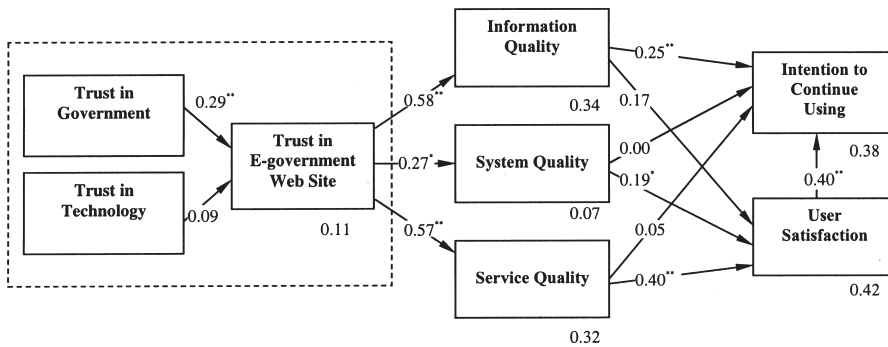 Trust in
Government
0.29**
Trust in
Technology
0.09
Trust in
E-government
Web Site
0.11
0.58**
0.27*
0.57**
Information
Quality
0.34
System Quality
0.07
Service Quality
0.32
0.25**
0.17
0.00
0.19*
0.05
0.40**
Intention to
Continue
Using
0.38
0.40**
User
Satisfaction
0.42